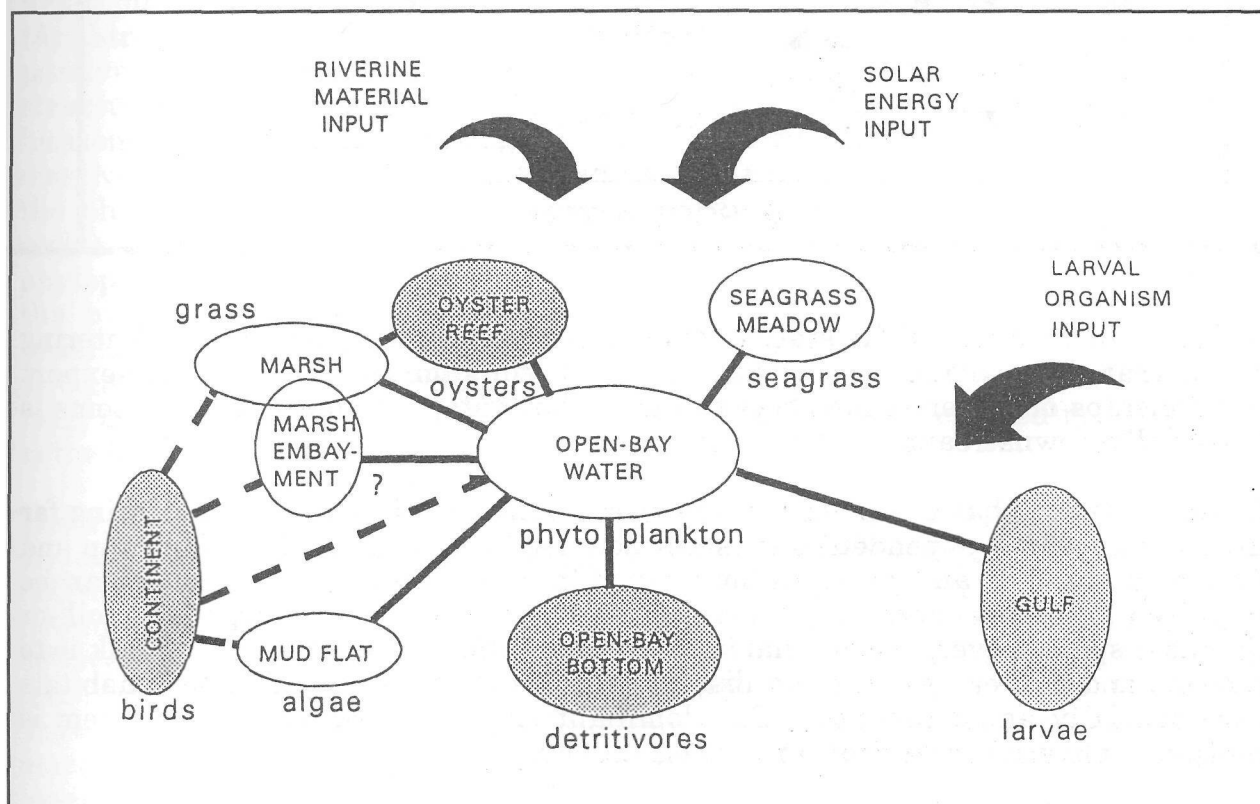 RIVERINE
MATERIAL
INPUT
SOLAR
ENERGY
INPUT
LARVAL
ORGANISM
INPUT
grass
OYSTER
REEF
oysters
SEAGRASS
MEADOW
seagrass
MARSH
MARSH
EMBAY-
MENT
?
OPEN-BAY
WATER
phyto plankton
CONTINENT
birds
MUD FLAT
algae
OPEN-BAY
BOTTOM
detritivores
GULF
larvae